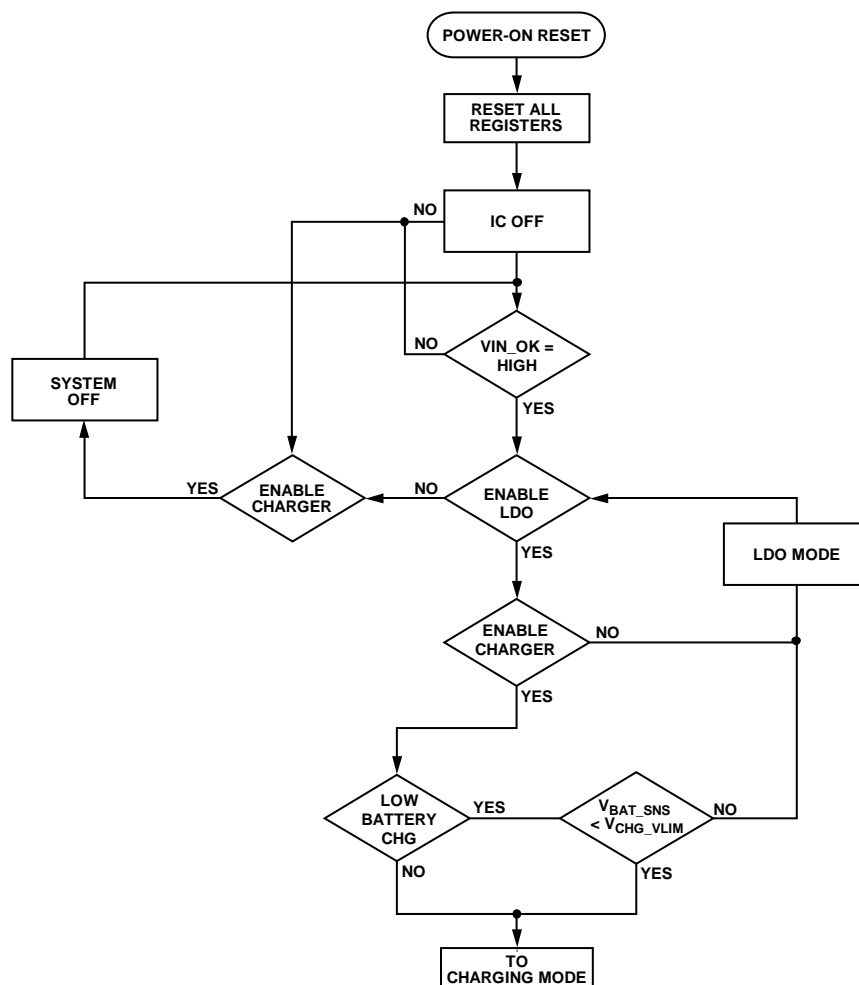 POWER-ON RESET
RESET ALL
REGISTERS
NO
IC OFF
NO
VIN_OK =
HIGH
SYSTEM
OFF
YES
YES
ENABLE
CHARGER
NO
ENABLE
LDO
LDO MODE
YES
ENABLE
CHARGER
NO
YES
LOW
BATTERY
CHG
YES
VBAT_SNS
< VCHG_VLIM
NO
NO
YES
TO
CHARGING MODE